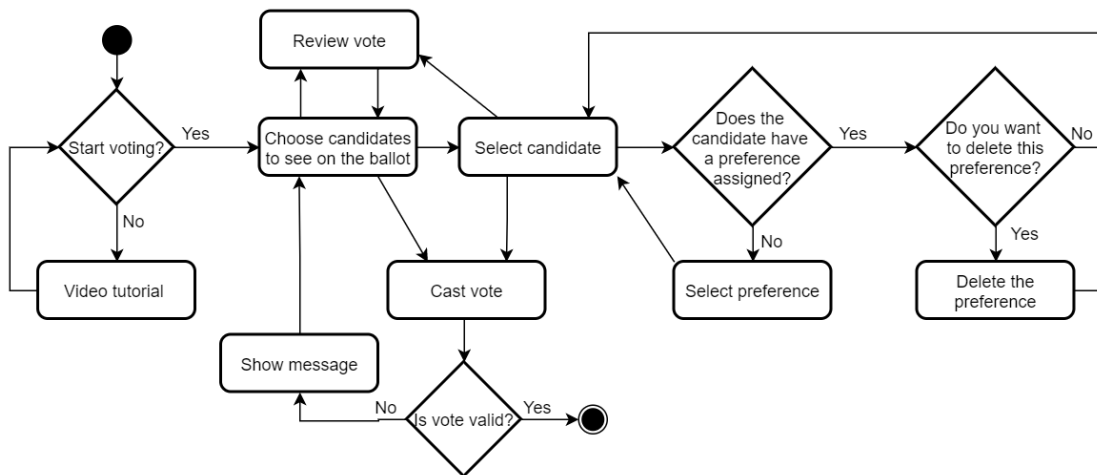 Review vote
Start voting?
Yes
Choose candidates
to see on the ballot
Select candidate
Does the
candidate have
a preference
assigned?
Yes
Do you want
to delete this
preference?
No
No
Video tutorial
Cast vote
No
Select preference
Yes
Delete the
preference
Show message
No
Is vote valid?
Yes